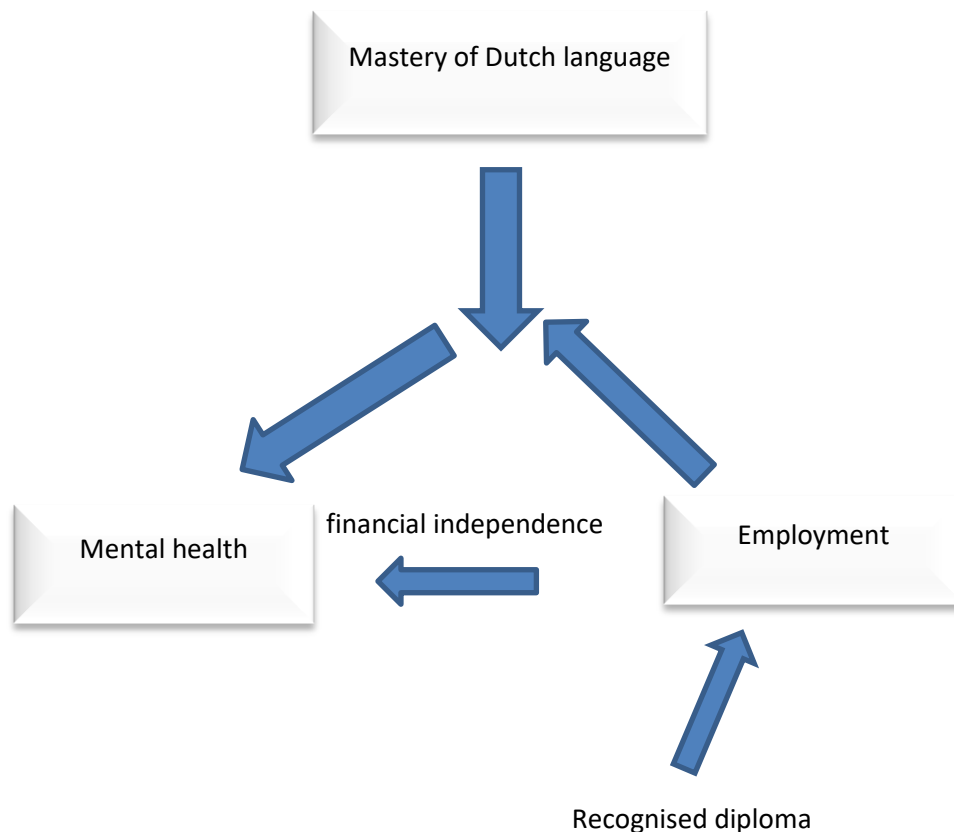 Mastery of Dutch language
financial independence
Mental health
Employment
Recognised diploma